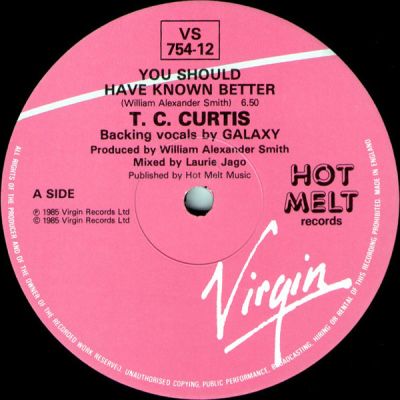 VS
754-12
YOU SHOULD
HAVE KNOWN BETTER
(William Alexander Smith) 6.50
T. C. CURTIS
Backing vocals by GALAXY
Produced by William Alexander Smith
Mixed by Laurie Jago
Published by Hot Melt Music
A SIDE
HOT
MELT
records
℗ 1985 Virgin Records Ltd
© 1985 Virgin Records Ltd
Virgin
ALL RIGHTS OF THE PRODUCER AND OF THE OWNER OF THE RECORDED WORK RESERVED. UNAUTHORISED COPYING, PUBLIC PERFORMANCE, BROADCASTING, HIRING OR RENTAL OF THIS RECORDING PROHIBITED. MADE IN ENGLAND